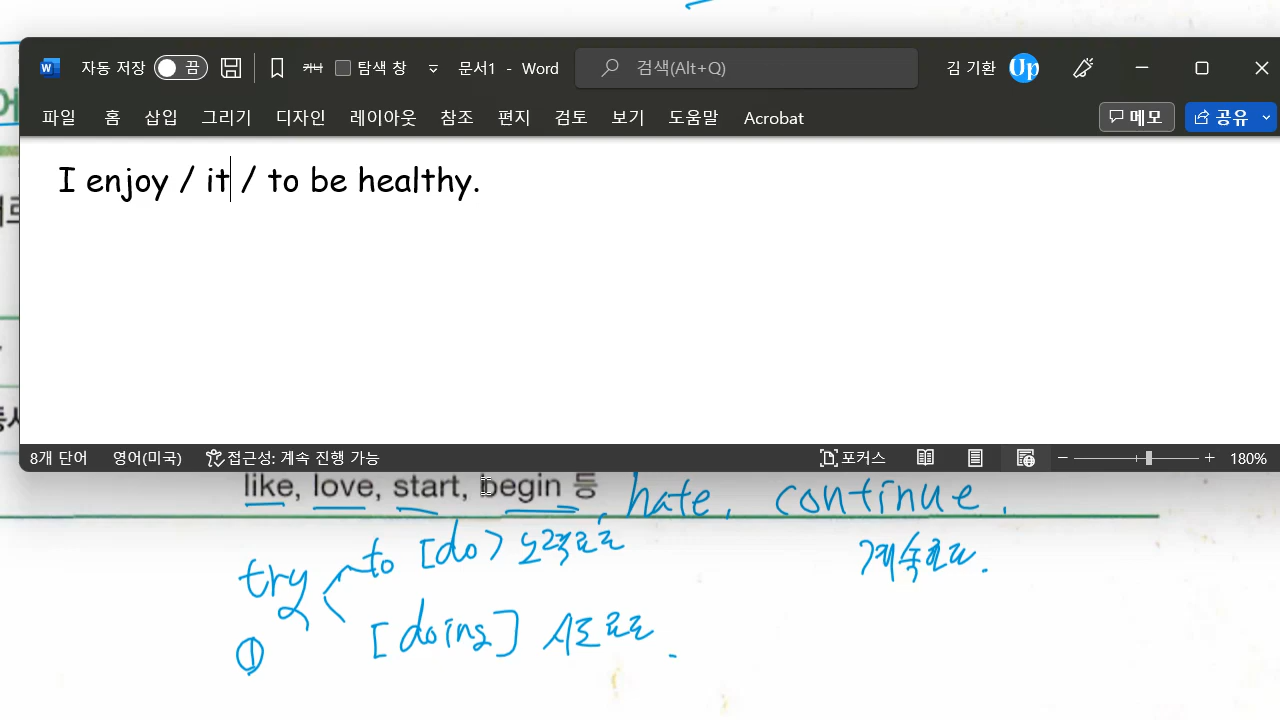 자동 저장 끔 탐색 창 문서1 - Word 검색(Alt+Q) 김 기환 Up
파일 홈 삽입 그리기 디자인 레이아웃 참조 편지 검토 보기 도움말 Acrobat 메모 공유
I enjoy / it / to be healthy.
8개 단어 영어(미국) 접근성: 계속 진행 가능 포커스 180%
like, love, start, begin 등, hate, continue.
계속하다.
try to [do> 노력하다
[doing] 시도하다.
①